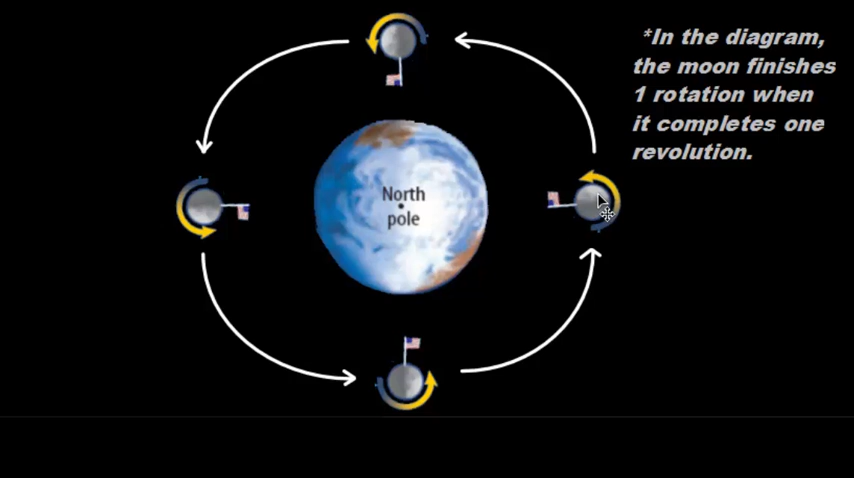 *In the diagram,
the moon finishes
1 rotation when
it completes one
revolution.
North
pole